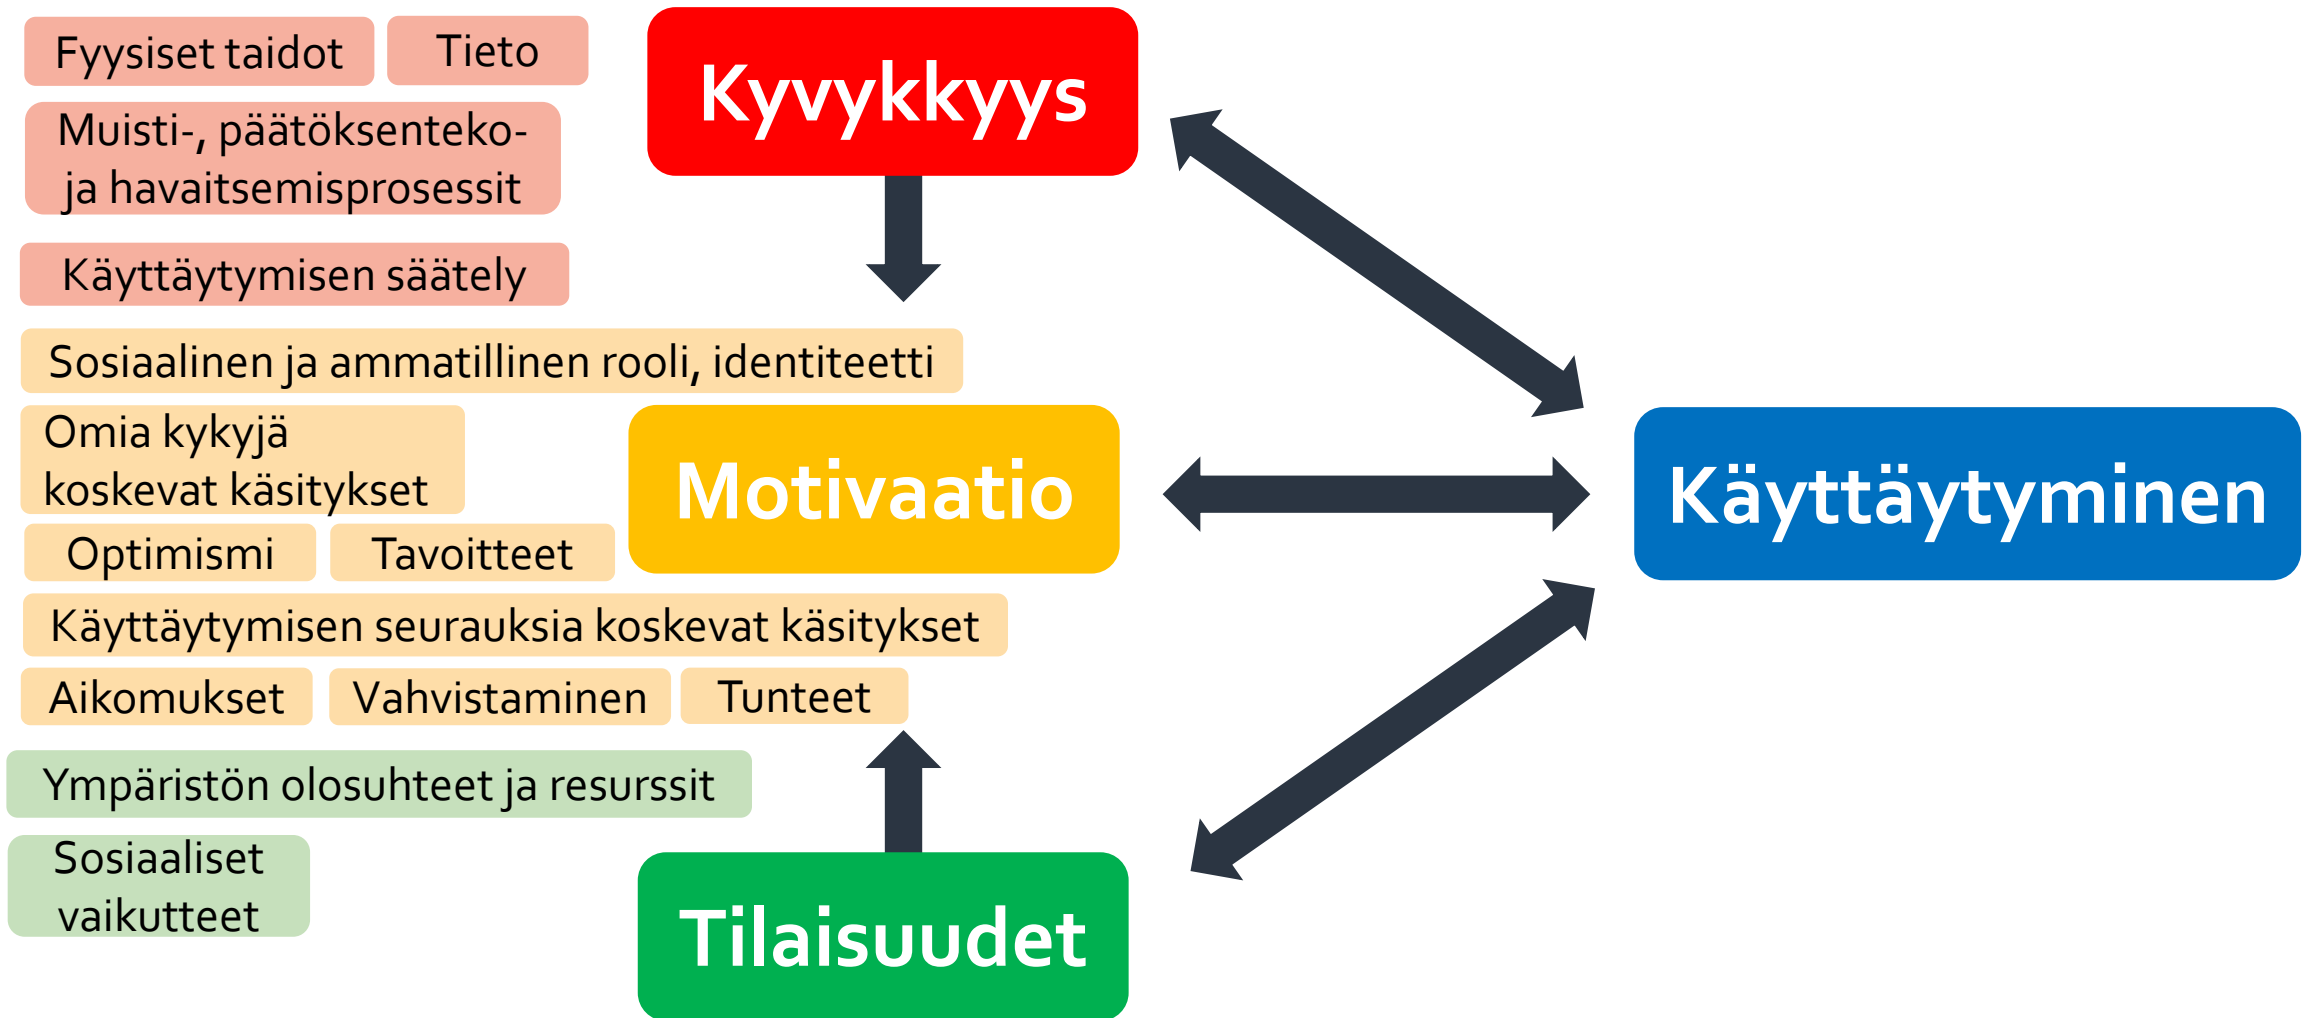 Fyysiset taidot
Tieto
Kyvykkyys
Muisti-, päätöksenteko-
ja havaitsemisprosessit
Käyttäytymisen säätely
Sosiaalinen ja ammatillinen rooli, identiteetti
Omia kykyjä
koskevat käsitykset
Motivaatio
Käyttäytyminen
Optimismi
Tavoitteet
Käyttäytymisen seurauksia koskevat käsitykset
Aikomukset
Vahvistaminen
Tunteet
Ympäristön olosuhteet ja resurssit
Sosiaaliset
vaikutteet
Tilaisuudet